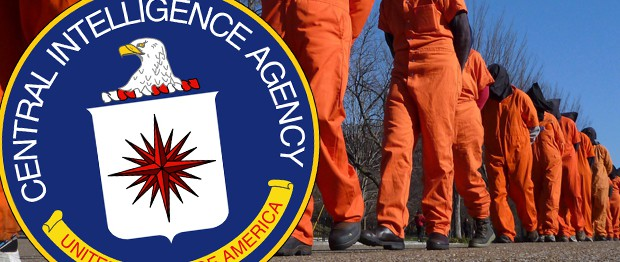 CENTRAL INTELLIGENCE AGENCY
UNITED OF AMERICA